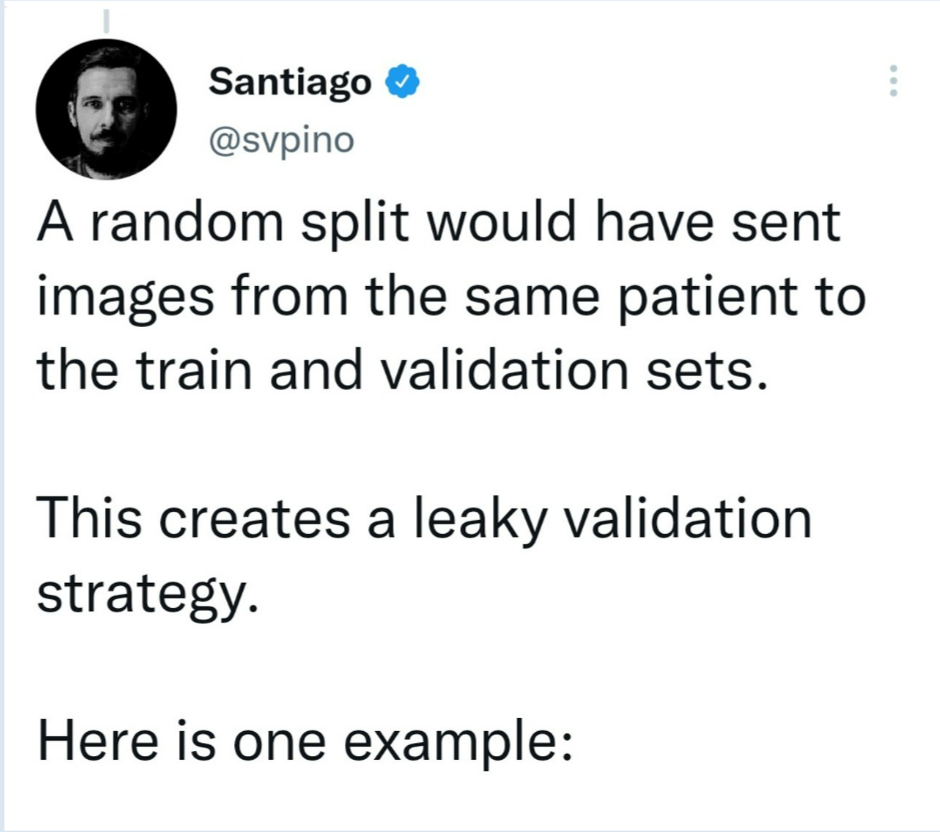 Santiago
@svpino
A random split would have sent
images from the same patient to
the train and validation sets.
This creates a leaky validation
strategy.
Here is one example: